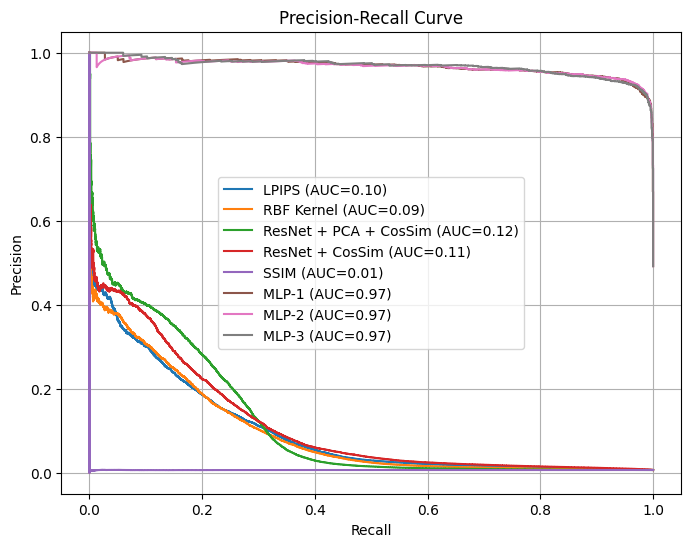 Precision-Recall Curve
1.0
0.8
0.6
0.4
0.2
0.0
Precision
LPIPS (AUC=0.10)
RBF Kernel (AUC=0.09)
ResNet + PCA + CosSim (AUC=0.12)
ResNet + CosSim (AUC=0.11)
SSIM (AUC=0.01)
MLP-1 (AUC=0.97)
MLP-2 (AUC=0.97)
MLP-3 (AUC=0.97)
0.0 0.2 0.4 0.6 0.8 1.0
Recall